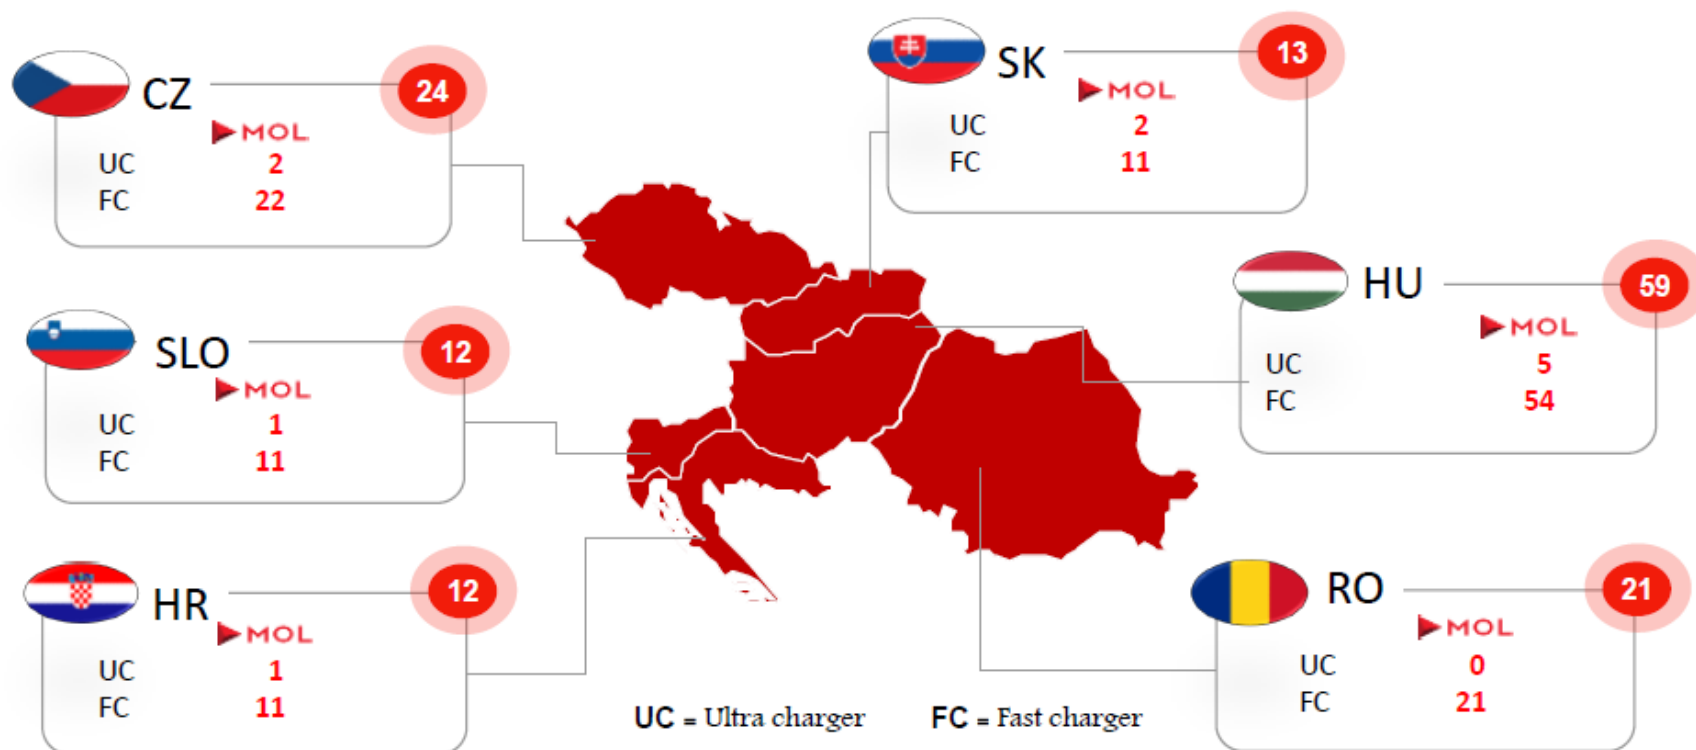 CZ 24
MOL
UC 2
FC 22
SK 13
MOL
UC 2
FC 11
SLO 12
MOL
UC 1
FC 11
HU 59
MOL
UC 5
FC 54
HR 12
MOL
UC 1
FC 11
RO 21
MOL
UC 0
FC 21
UC = Ultra charger FC = Fast charger